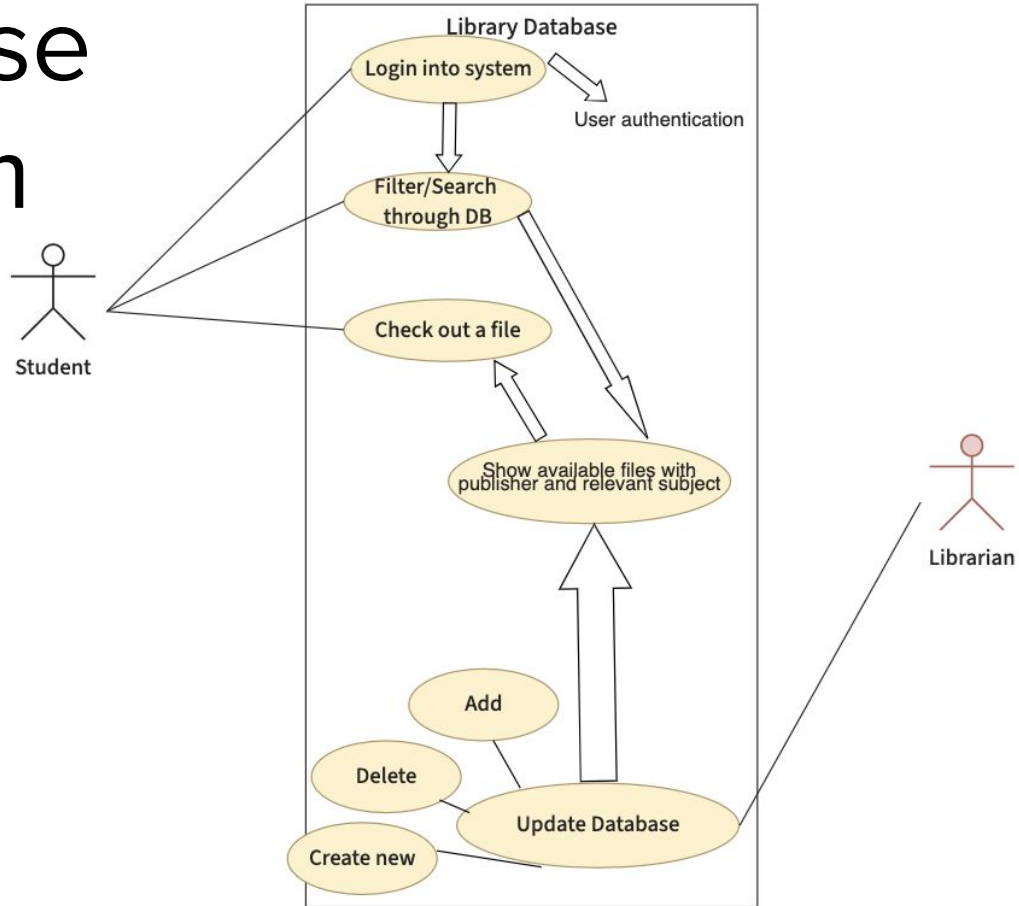 se
Library Database
Login into system
User authentication
Filter/Search
through DB
Check out a file
Student
Show available files with
publisher and relevant subject
Librarian
Add
Delete
Update Database
Create new